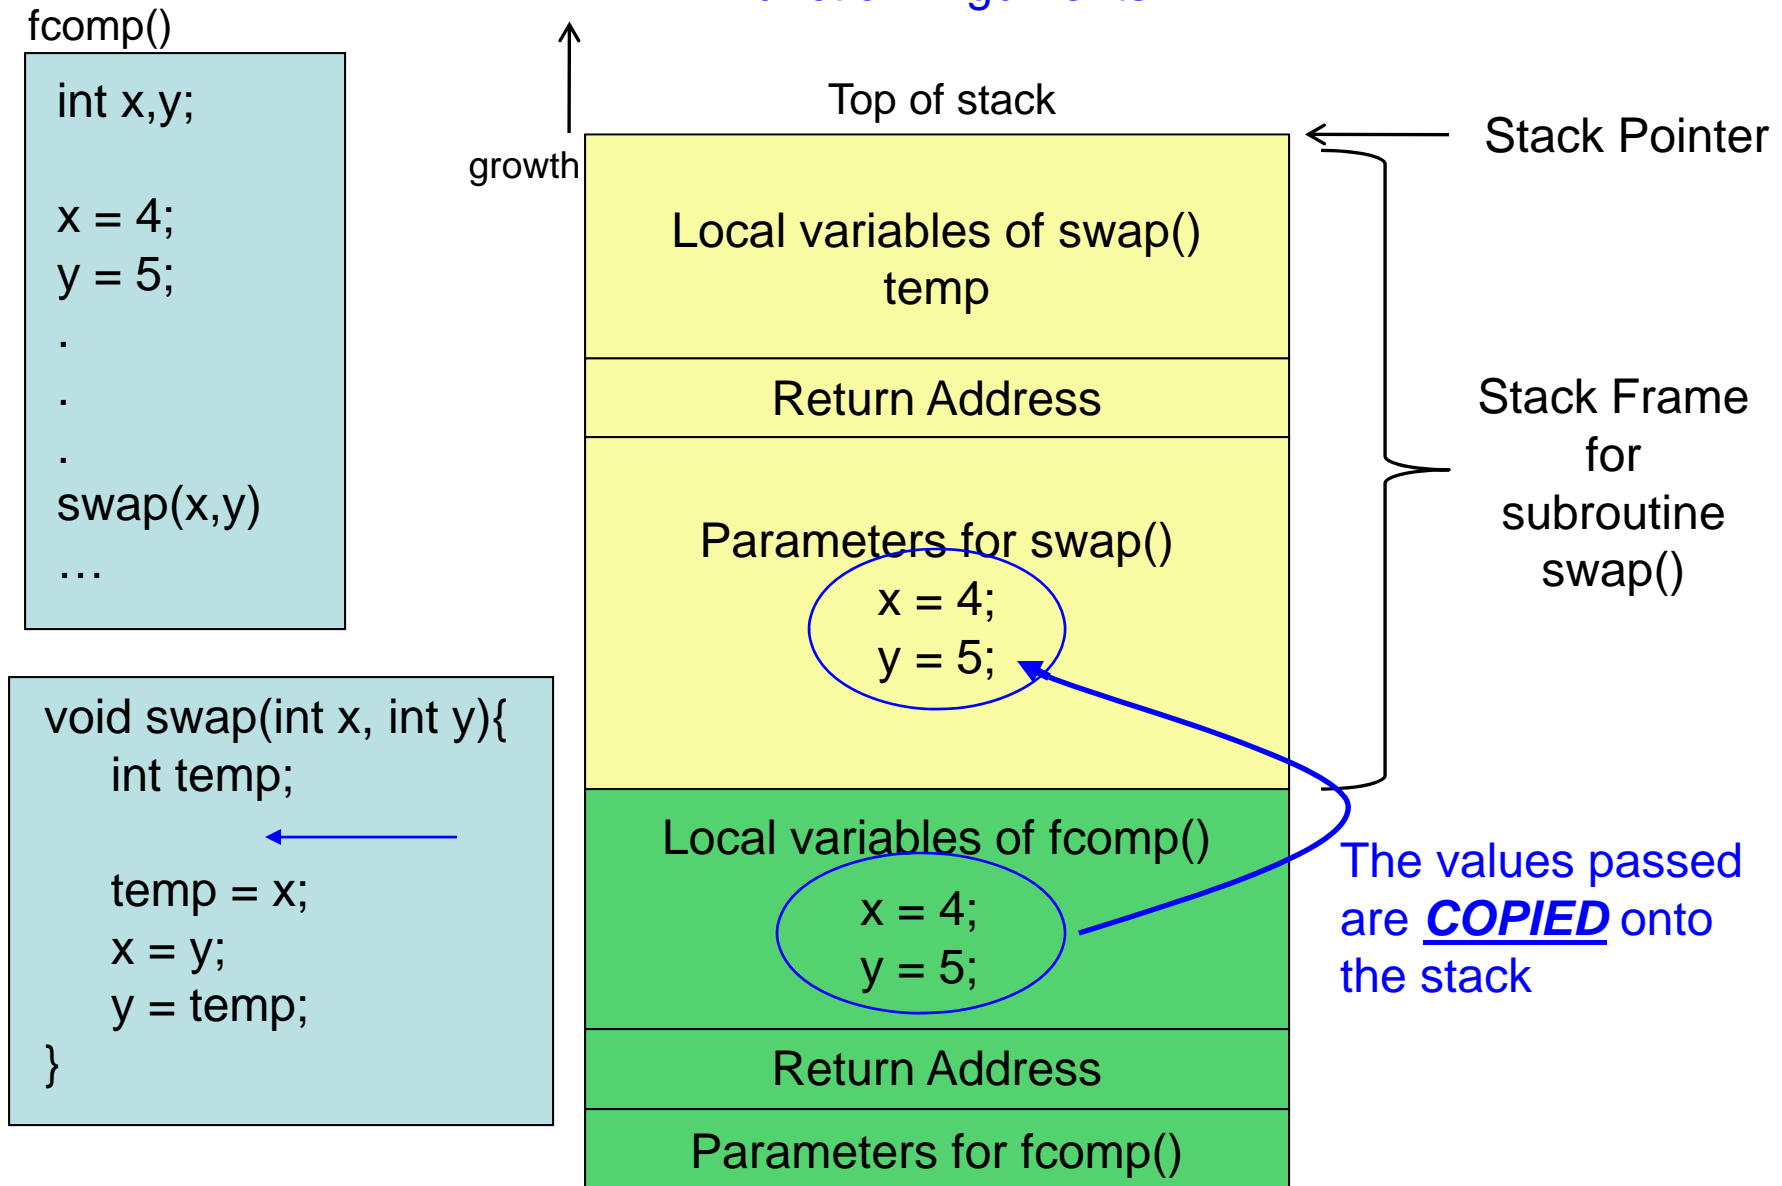 fcomp()
int x,y;
x = 4;
y = 5;
.
.
.
swap(x,y)
…
void swap(int x, int y){
int temp;
temp = x;
x = y;
y = temp;
}
growth
Top of stack
Stack Pointer
Local variables of swap()
temp
Return Address
Parameters for swap()
x = 4;
y = 5;
Stack Frame
for
subroutine
swap()
Local variables of fcomp()
x = 4;
y = 5;
The values passed
are COPIED onto
the stack
Return Address
Parameters for fcomp()